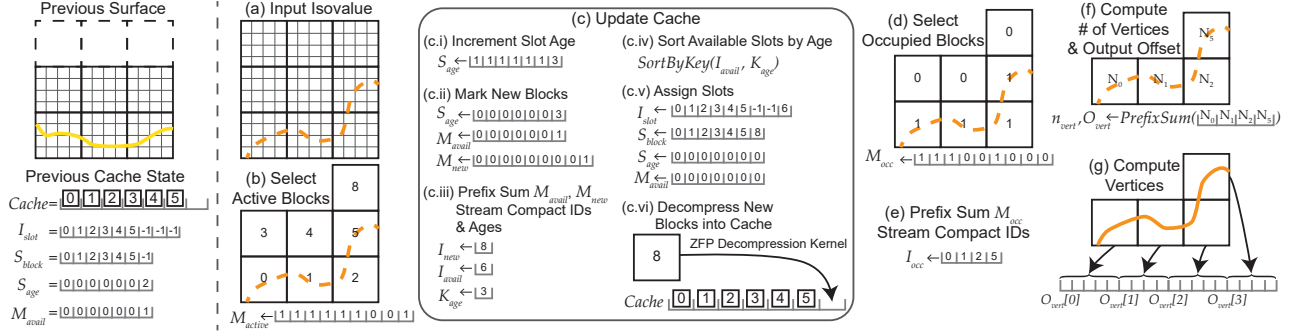 Previous Surface
Previous Cache State
Cache= 0 1 2 3 4 5
I_slot = |0|1|2|3|4|5|-1|-1|-1|
S_block = |0|1|2|3|4|5|-1|
S_age = |0|0|0|0|0|0|2|
M_avail = |0|0|0|0|0|0|1|
(a) Input Isovalue
(b) Select
Active Blocks
8
3 4 5
0 1 2
M_active ← |1|1|1|1|1|1|0|0|1|
(c) Update Cache
(c.i) Increment Slot Age
S_age ← |1|1|1|1|1|1|3|
(c.ii) Mark New Blocks
S_age ← |0|0|0|0|0|0|3|
M_avail ← |0|0|0|0|0|0|1|
M_new ← |0|0|0|0|0|0|0|0|1|
(c.iii) Prefix Sum M_avail, M_new
Stream Compact IDs
& Ages
I_new ← |8|
I_avail ← |6|
K_age ← |3|
(c.iv) Sort Available Slots by Age
SortByKey(I_avail, K_age)
(c.v) Assign Slots
I_slot ← |0|1|2|3|4|5|-1|-1|6|
S_block ← |0|1|2|3|4|5|8|
S_age ← |0|0|0|0|0|0|0|
M_avail ← |0|0|0|0|0|0|0|
(c.vi) Decompress New
Blocks into Cache
8
ZFP Decompression Kernel
Cache 0 1 2 3 4 5
(d) Select
Occupied Blocks
0
0 0 1
1 1 1
M_occ ← |1|1|1|0|0|1|0|0|0
(e) Prefix Sum M_occ
Stream Compact IDs
I_occ ← |0|1|2|5|
(f) Compute
# of Vertices
& Output Offset
N_5
N_0 N_1 N_2
n_vert, O_vert ← PrefixSum(|N_0|N_1|N_2|N_5|)
(g) Compute
Vertices
O_vert[0] O_vert[1] O_vert[2] O_vert[3]